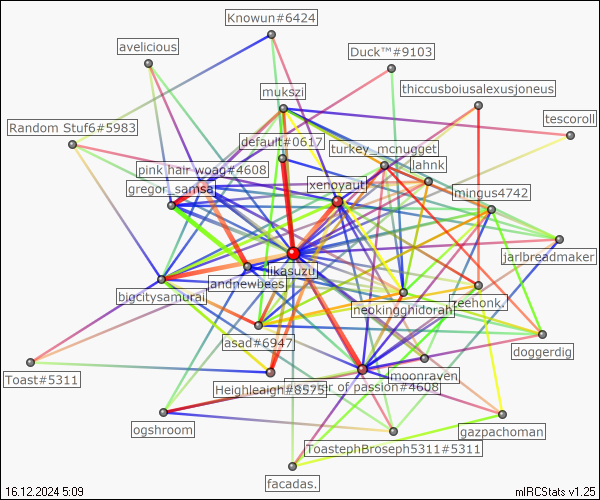 Knowun#6424
avelicious
Duck™#9103
mukszi
thiccusboiusalexusjoneus
tescoroll
Random Stuf6#5983
default#0617
turkey_mcnugget
pink hair woag#4608
lahnk
gregor_samsa
xenoyaut
mingus4742
jarlbreadmaker
ikasuzu
andrewbees
bigcitysamurai
neokingghidorah
zeehonk.
asad#6947
doggerdig
Toast#5311
moonraven
Heighleaigh#8575
er of passion#4608
ogshroom
gazpachoman
ToastephBroseph5311#5311
facadas.
16.12.2024 5:09
mIRCStats v1.25